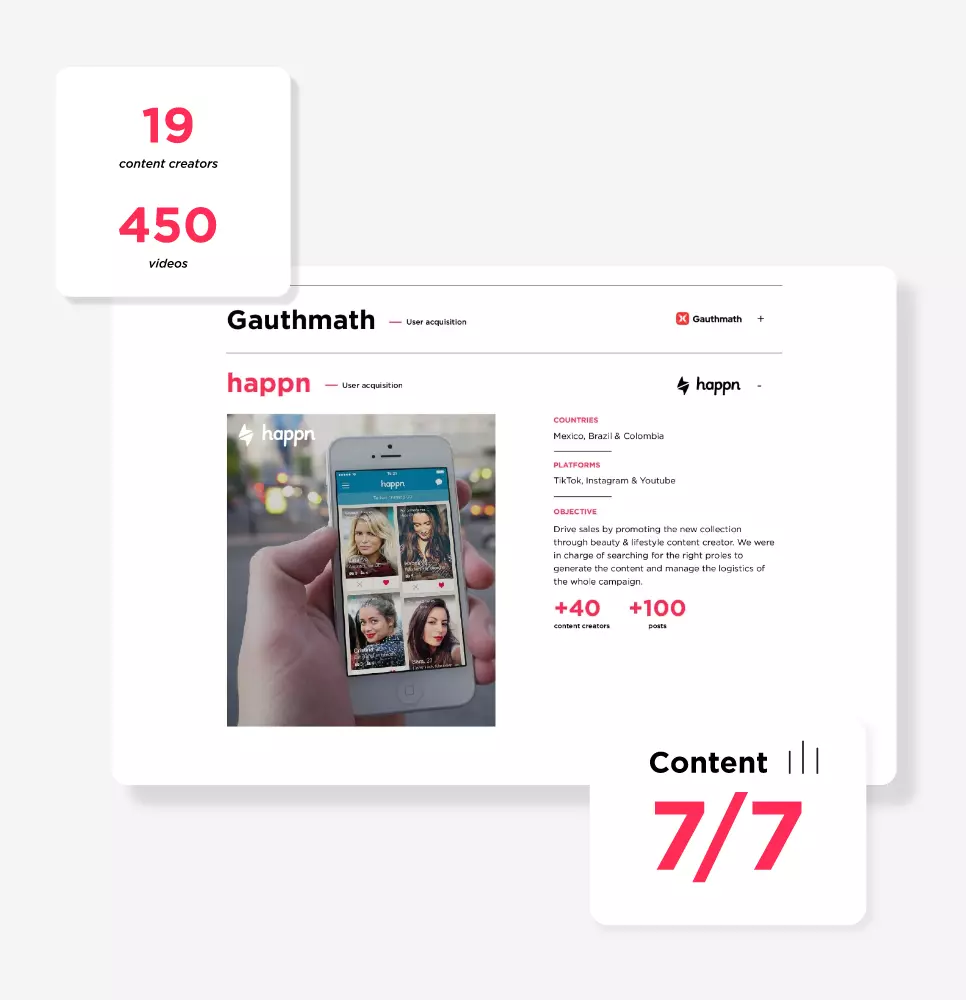 19
content creators
450
videos
Gauthmath — User acquisition
Gauthmath +
happn — User acquisition
happn -
happn
happn
COUNTRIES
Mexico, Brazil & Colombia
PLATFORMS
TikTok, Instagram & Youtube
OBJECTIVE
Drive sales by promoting the new collection
through beauty & lifestyle content creator. We were
in charge of searching for the right proles to
generate the content and manage the logistics of
the whole campaign.
+40 +100
content creators posts
Content
7/7